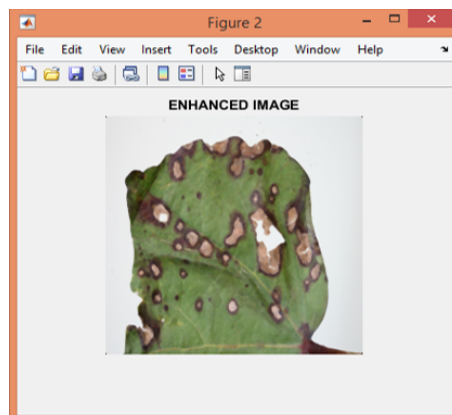 Figure 2
File Edit View Insert Tools Desktop Window Help
ENHANCED IMAGE